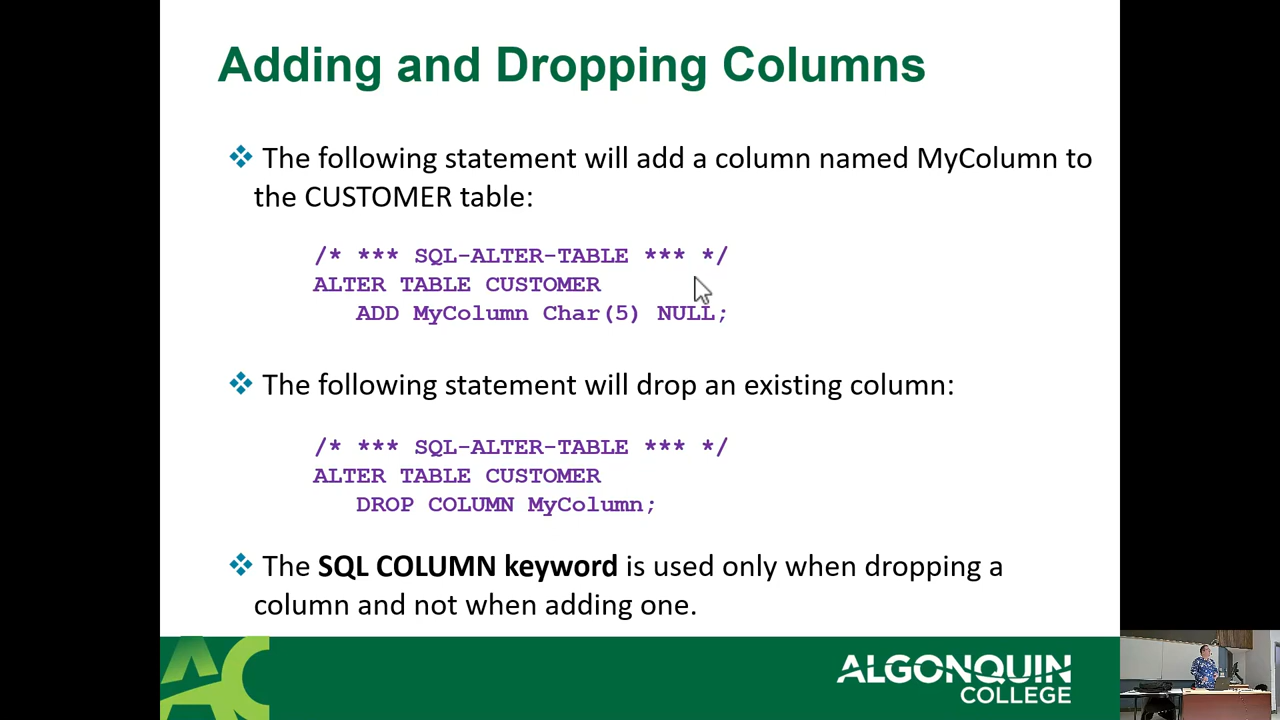 Adding and Dropping Columns
The following statement will add a column named MyColumn to
the CUSTOMER table:
/* *** SQL-ALTER-TABLE *** */
ALTER TABLE CUSTOMER
ADD MyColumn Char(5) NULL;
The following statement will drop an existing column:
/* *** SQL-ALTER-TABLE *** */
ALTER TABLE CUSTOMER
DROP COLUMN MyColumn;
The SQL COLUMN keyword is used only when dropping a
column and not when adding one.
AC
ALGONQUIN
COLLEGE